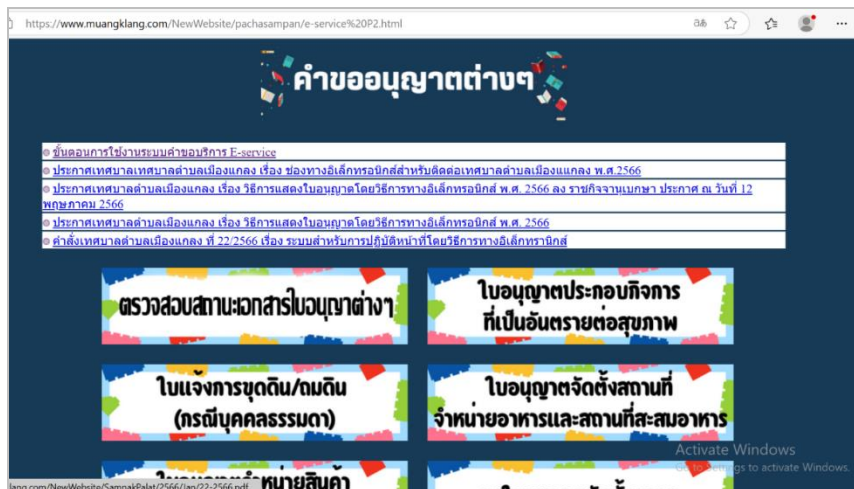 https://www.muangklang.com/NewWebsite/pachasampan/e-service%20P2.html
คำขออนุญาตต่างๆ
ขั้นตอนการใช้งานระบบคำขอบริการ E-service
ประกาศเทศบาลเทศบาลตำบลเมืองแกลง เรื่อง ช่องทางอิเล็กทรอนิกส์สำหรับติดต่อเทศบาลตำบลเมืองแแกลง พ.ศ.2566
ประกาศเทศบาลตำบลเมืองแกลง เรื่อง วิธีการแสดงใบอนุญาตโดยวิธีการทางอิเล็กทรอนิกส์ พ.ศ. 2566 ลง ราชกิจจานุเบกษา ประกาศ ณ วันที่ 12
พฤษภาคม 2566
ประกาศเทศบาลตำบลเมืองแกลง เรื่อง วิธีการแสดงใบอนุญาตโดยวิธีการทางอิเล็กทรอนิกส์ พ.ศ. 2566
คำสั่งเทศบาลตำบลเมืองแกลง ที่ 22/2566 เรื่อง ระบบสำหรับการปฏิบัติหน้าที่โดยวิธีการทางอิเล็กทรานิกส์
ตรวจสอบสถานะเอกสารใบอนุญาต่างๆ
ใบอนุญาตประกอบกิจการ
ที่เป็นอันตรายต่อสุขภาพ
ใบแจ้งการขุดดิน/ถมดิน
(กรณีบุคคลธรรมดา)
ใบอนุญาตจัดตั้งสถานที่
จำหน่ายอาหารและสถานที่สะสมอาหาร
Activate Windows
Go to Settings to activate Windows.
lang.com/NewWebsite/SamnakPalat/2566/Jan/22-2566.pdf